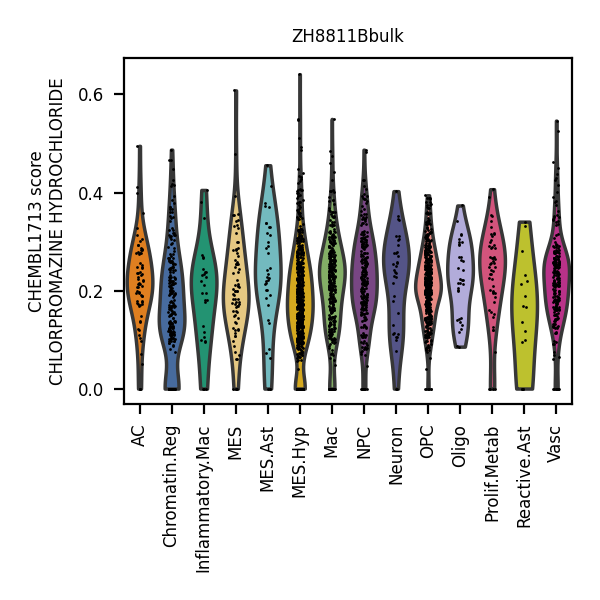 ZH8811Bbulk
CHEMBL1713 score
CHLORPROMAZINE HYDROCHLORIDE
0.6
0.4
0.2
0.0
AC
Chromatin.Reg
Inflammatory.Mac
MES
MES.Ast
MES.Hyp
Mac
NPC
Neuron
OPC
Oligo
Prolif.Metab
Reactive.Ast
Vasc